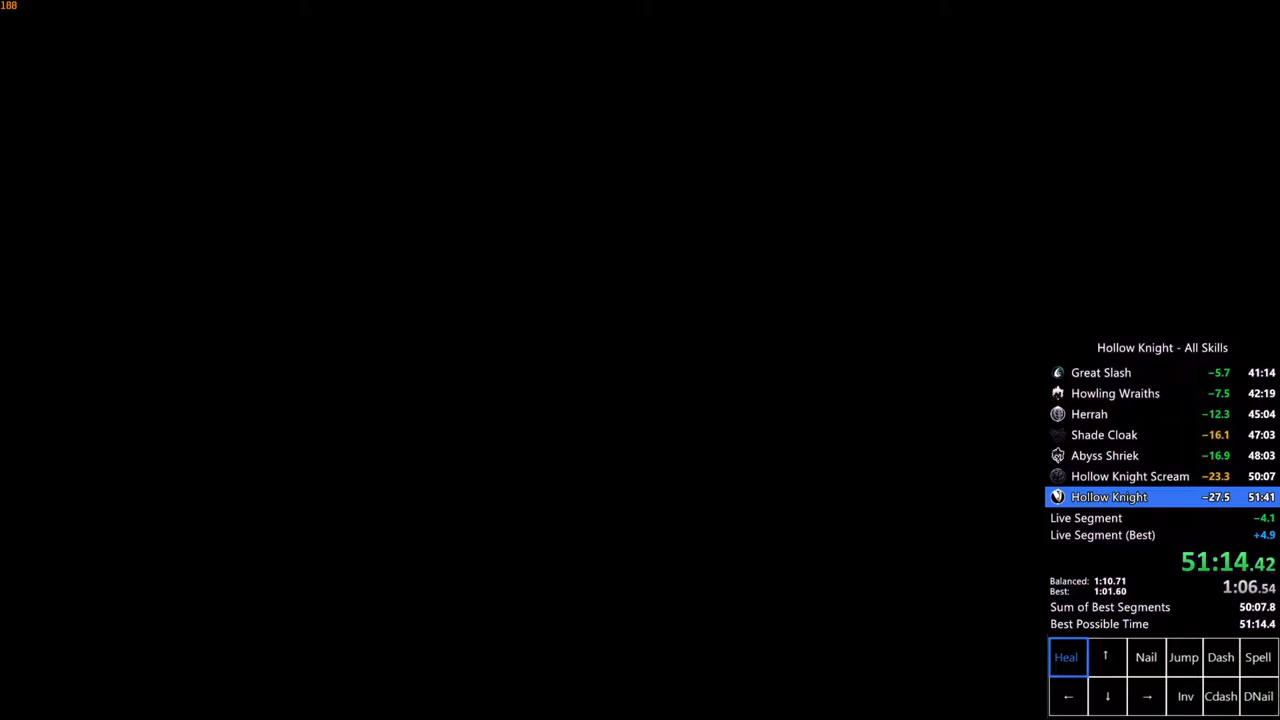 188
Hollow Knight - All Skills
Great Slash −5.7 41:14
Howling Wraiths −7.5 42:19
Herrah −12.3 45:04
Shade Cloak −16.1 47:03
Abyss Shriek −16.9 48:03
Hollow Knight Scream −23.3 50:07
Hollow Knight −27.5 51:41
Live Segment −4.1
Live Segment (Best) +4.9
51:14.42
Balanced: 1:10.71
Best: 1:01.60
1:06.54
Sum of Best Segments 50:07.8
Best Possible Time 51:14.4
Heal ↑ Nail Jump Dash Spell
← ↓ → Inv Cdash DNail